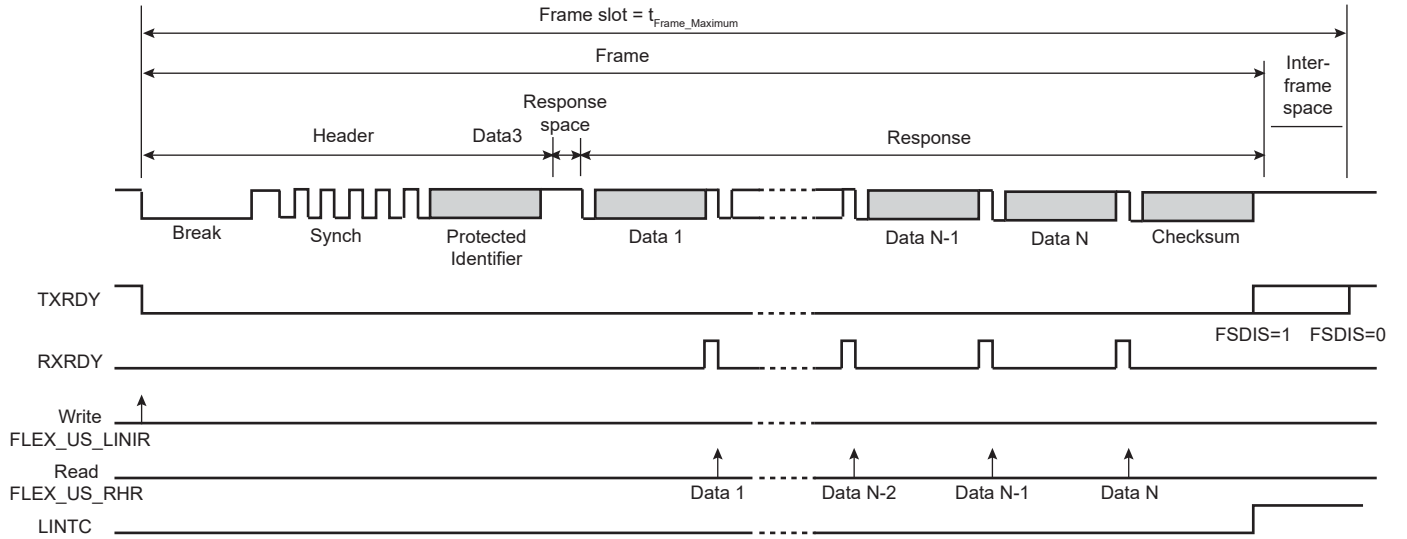 Frame slot = tFrame_Maximum
Frame
Inter-
frame
space
Response
space
Header
Data3
Response
Break
Synch
Protected
Identifier
Data 1
Data N-1
Data N
Checksum
TXRDY
FSDIS=1
FSDIS=0
RXRDY
Write
FLEX_US_LINIR
Read
FLEX_US_RHR
Data 1
Data N-2
Data N-1
Data N
LINTC